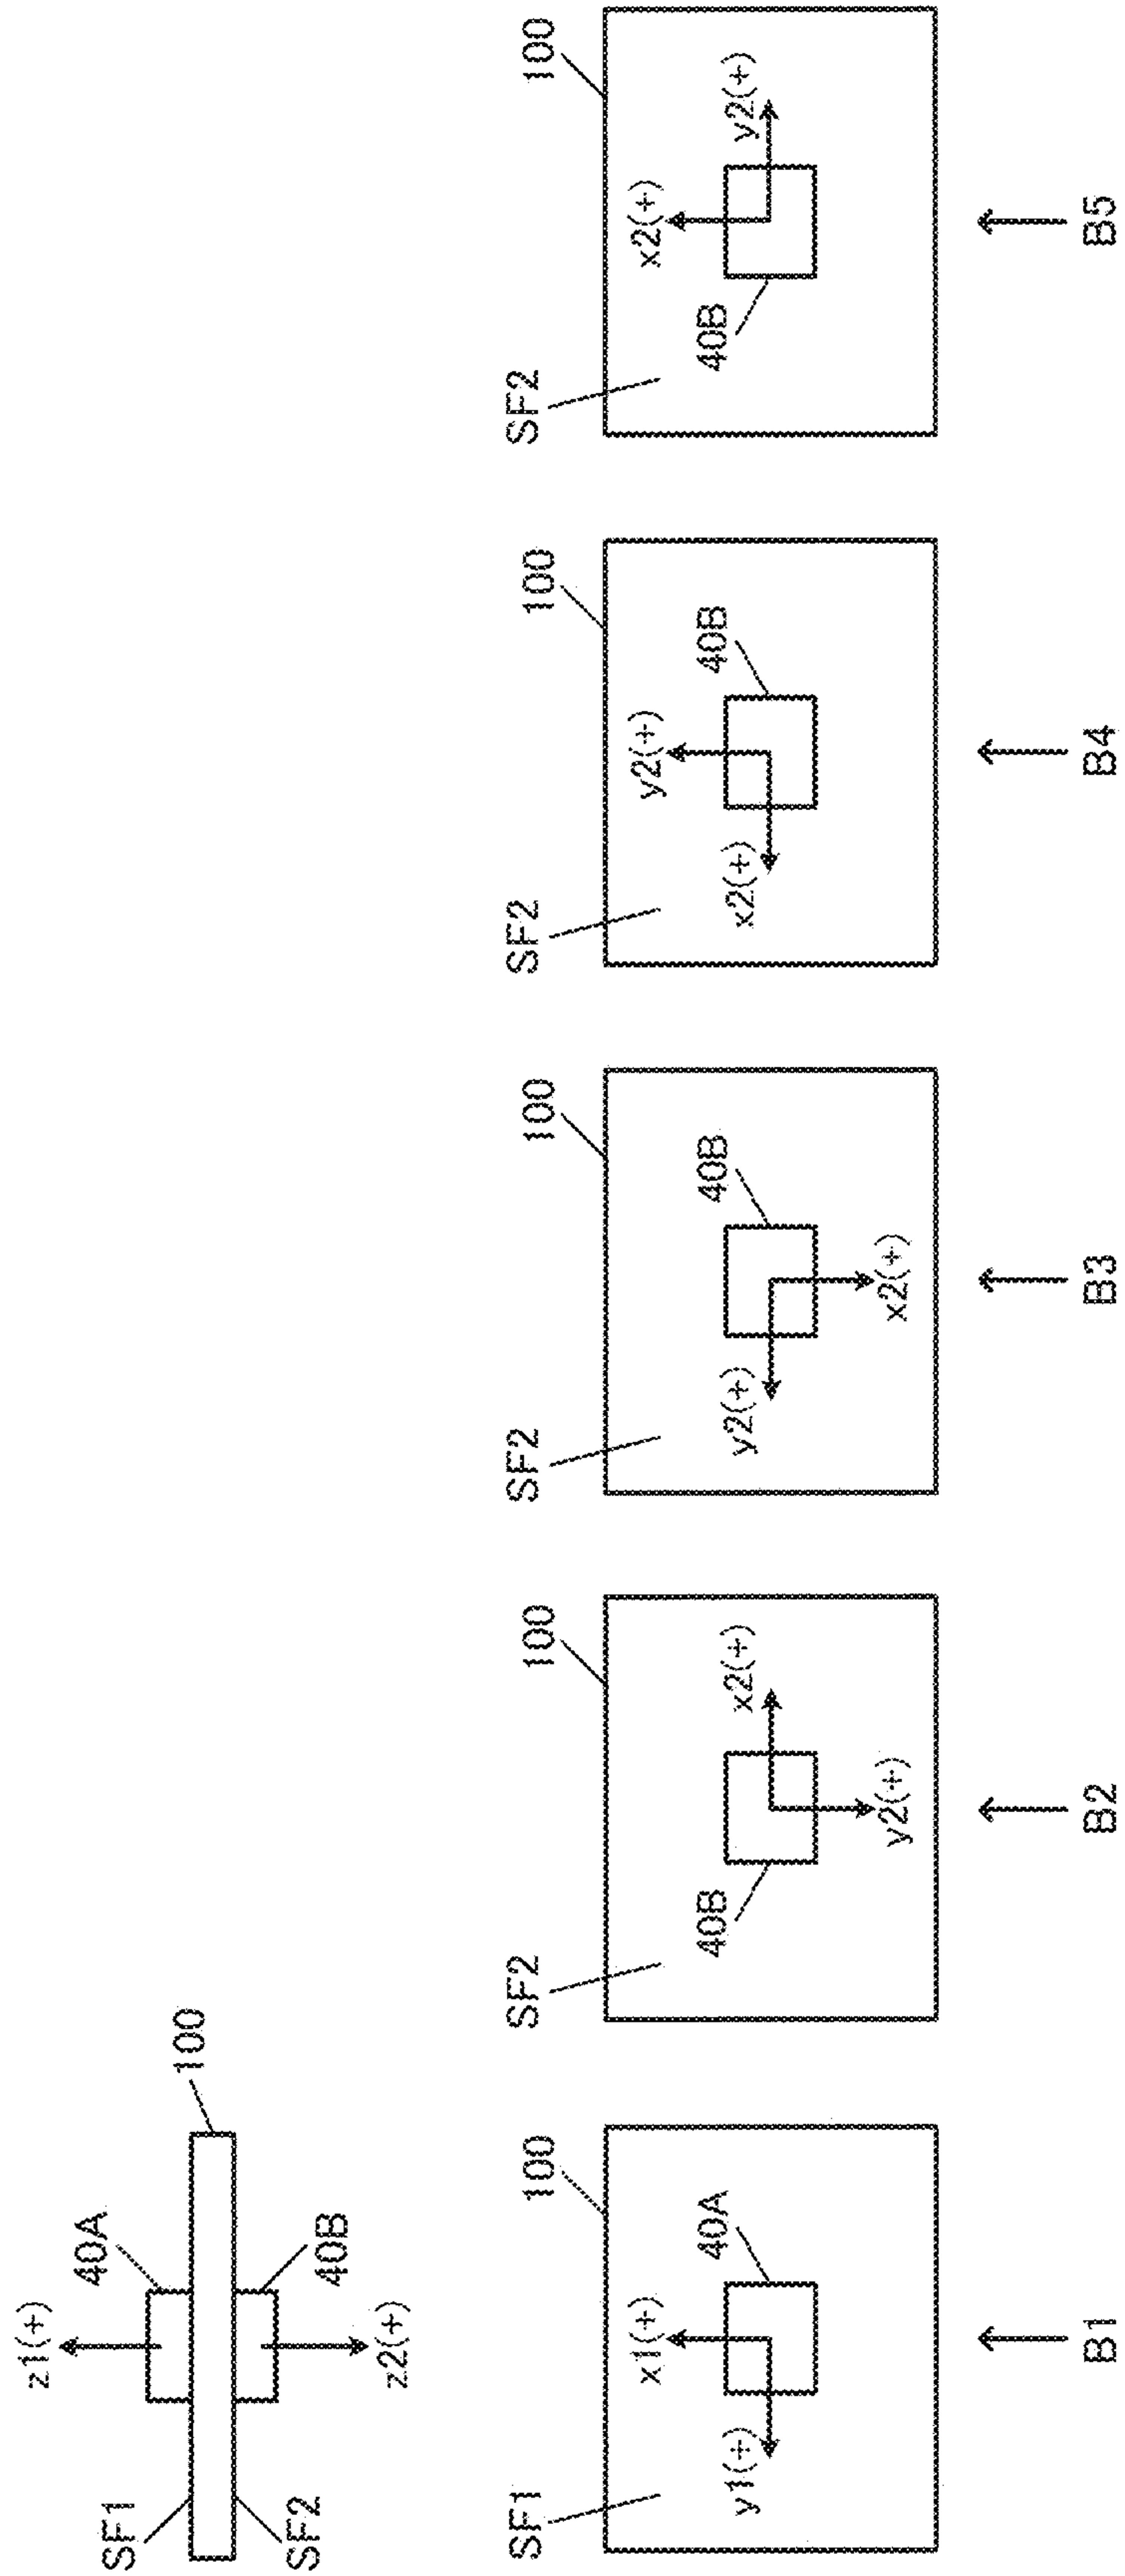 z1(+)
40A
100
SF1
SF2
40B
z2(+)
SF1
100
x1(+)
y1(+)
40A
B1
SF2
100
40B
x2(+)
y2(+)
B2
SF2
100
y2(+)
40B
x2(+)
B3
SF2
100
y2(+)
x2(+)
40B
B4
SF2
100
x2(+)
40B
y2(+)
B5